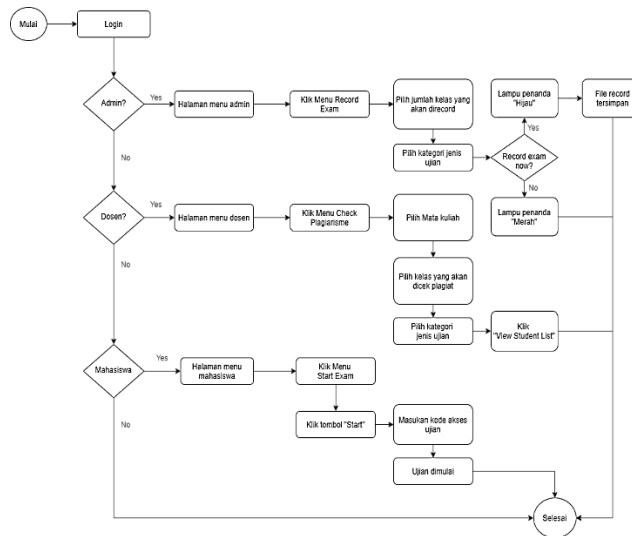 Mulai
Login
Admin?
Yes
Halaman menu admin
Klik Menu Record
Exam
Pilih jumlah kelas yang
akan direcord
Pilih kategori jenis
ujian
Record exam
now?
Yes
Lampu penanda
"Hijau"
File record
tersimpan
No
Lampu penanda
"Merah"
No
Dosen?
Yes
Halaman menu dosen
Klik Menu Check
Plagiarisme
Pilih Mata kuliah
Pilih kelas yang akan
dicek plagiat
Pilih kategori
jenis ujian
Klik
"View Student List"
No
Mahasiswa
Yes
Halaman menu
mahasiswa
Klik Menu
Start Exam
Klik tombol "Start"
Masukan kode akses
ujian
Ujian dimulai
No
Selesai